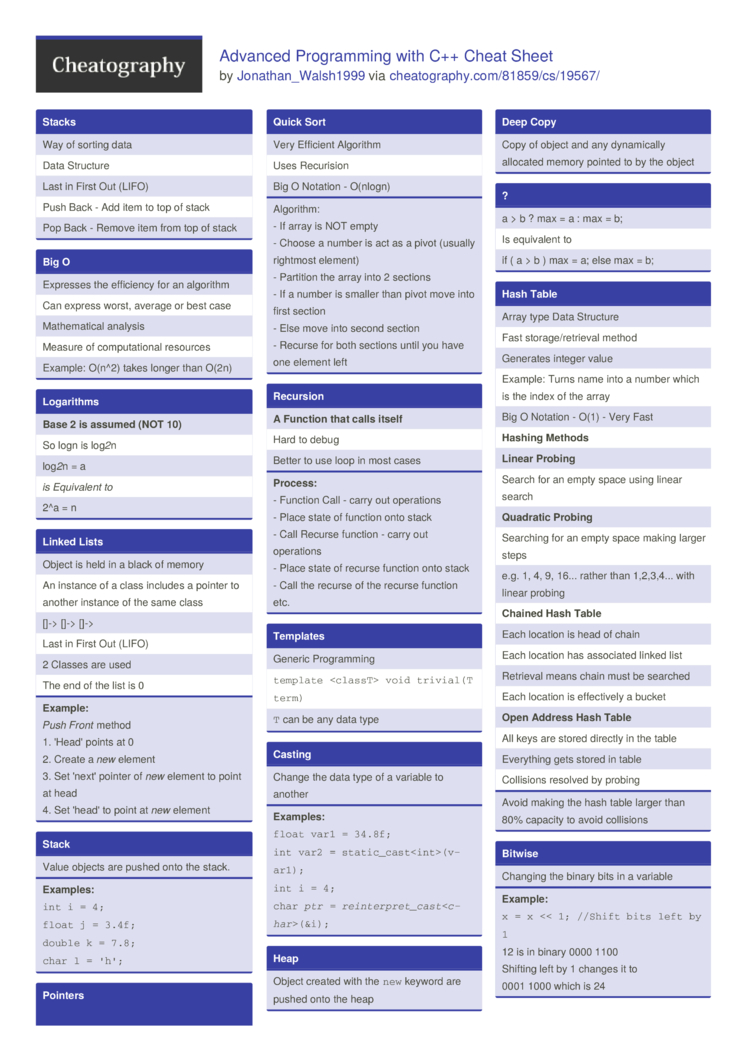 Cheatography
Advanced Programming with C++ Cheat Sheet
by Jonathan_Walsh1999 via cheatography.com/81859/cs/19567/
Stacks
Way of sorting data
Data Structure
Last in First Out (LIFO)
Push Back - Add item to top of stack
Pop Back - Remove item from top of stack
Big O
Expresses the efficiency for an algorithm
Can express worst, average or best case
Mathematical analysis
Measure of computational resources
Example: O(n^2) takes longer than O(2n)
Logarithms
Base 2 is assumed (NOT 10)
So logn is log2n
log2n = a
is Equivalent to
2^a = n
Linked Lists
Object is held in a black of memory
An instance of a class includes a pointer to
another instance of the same class
[]-> []-> []->
Last in First Out (LIFO)
2 Classes are used
The end of the list is 0
Example:
Push Front method
1. 'Head' points at 0
2. Create a new element
3. Set 'next' pointer of new element to point
at head
4. Set 'head' to point at new element
Stack
Value objects are pushed onto the stack.
Examples:
int i = 4;
float j = 3.4f;
double k = 7.8;
char l = 'h';
Pointers
Quick Sort
Very Efficient Algorithm
Uses Recurision
Big O Notation - O(nlogn)
Algorithm:
- If array is NOT empty
- Choose a number is act as a pivot (usually
rightmost element)
- Partition the array into 2 sections
- If a number is smaller than pivot move into
first section
- Else move into second section
- Recurse for both sections until you have
one element left
Recursion
A Function that calls itself
Hard to debug
Better to use loop in most cases
Process:
- Function Call - carry out operations
- Place state of function onto stack
- Call Recurse function - carry out
operations
- Place state of recurse function onto stack
- Call the recurse of the recurse function
etc.
Templates
Generic Programming
template <classT> void trivial(T
term)
T can be any data type
Casting
Change the data type of a variable to
another
Examples:
float var1 = 34.8f;
int var2 = static_cast<int>(v-
ar1);
int i = 4;
char ptr = reinterpret_cast<c-
har>(&i);
Heap
Object created with the new keyword are
pushed onto the heap
Deep Copy
Copy of object and any dynamically
allocated memory pointed to by the object
?
a > b ? max = a : max = b;
Is equivalent to
if ( a > b ) max = a; else max = b;
Hash Table
Array type Data Structure
Fast storage/retrieval method
Generates integer value
Example: Turns name into a number which
is the index of the array
Big O Notation - O(1) - Very Fast
Hashing Methods
Linear Probing
Search for an empty space using linear
search
Quadratic Probing
Searching for an empty space making larger
steps
e.g. 1, 4, 9, 16... rather than 1,2,3,4... with
linear probing
Chained Hash Table
Each location is head of chain
Each location has associated linked list
Retrieval means chain must be searched
Each location is effectively a bucket
Open Address Hash Table
All keys are stored directly in the table
Everything gets stored in table
Collisions resolved by probing
Avoid making the hash table larger than
80% capacity to avoid collisions
Bitwise
Changing the binary bits in a variable
Example:
x = x << 1; //Shift bits left by
1
12 is in binary 0000 1100
Shifting left by 1 changes it to
0001 1000 which is 24